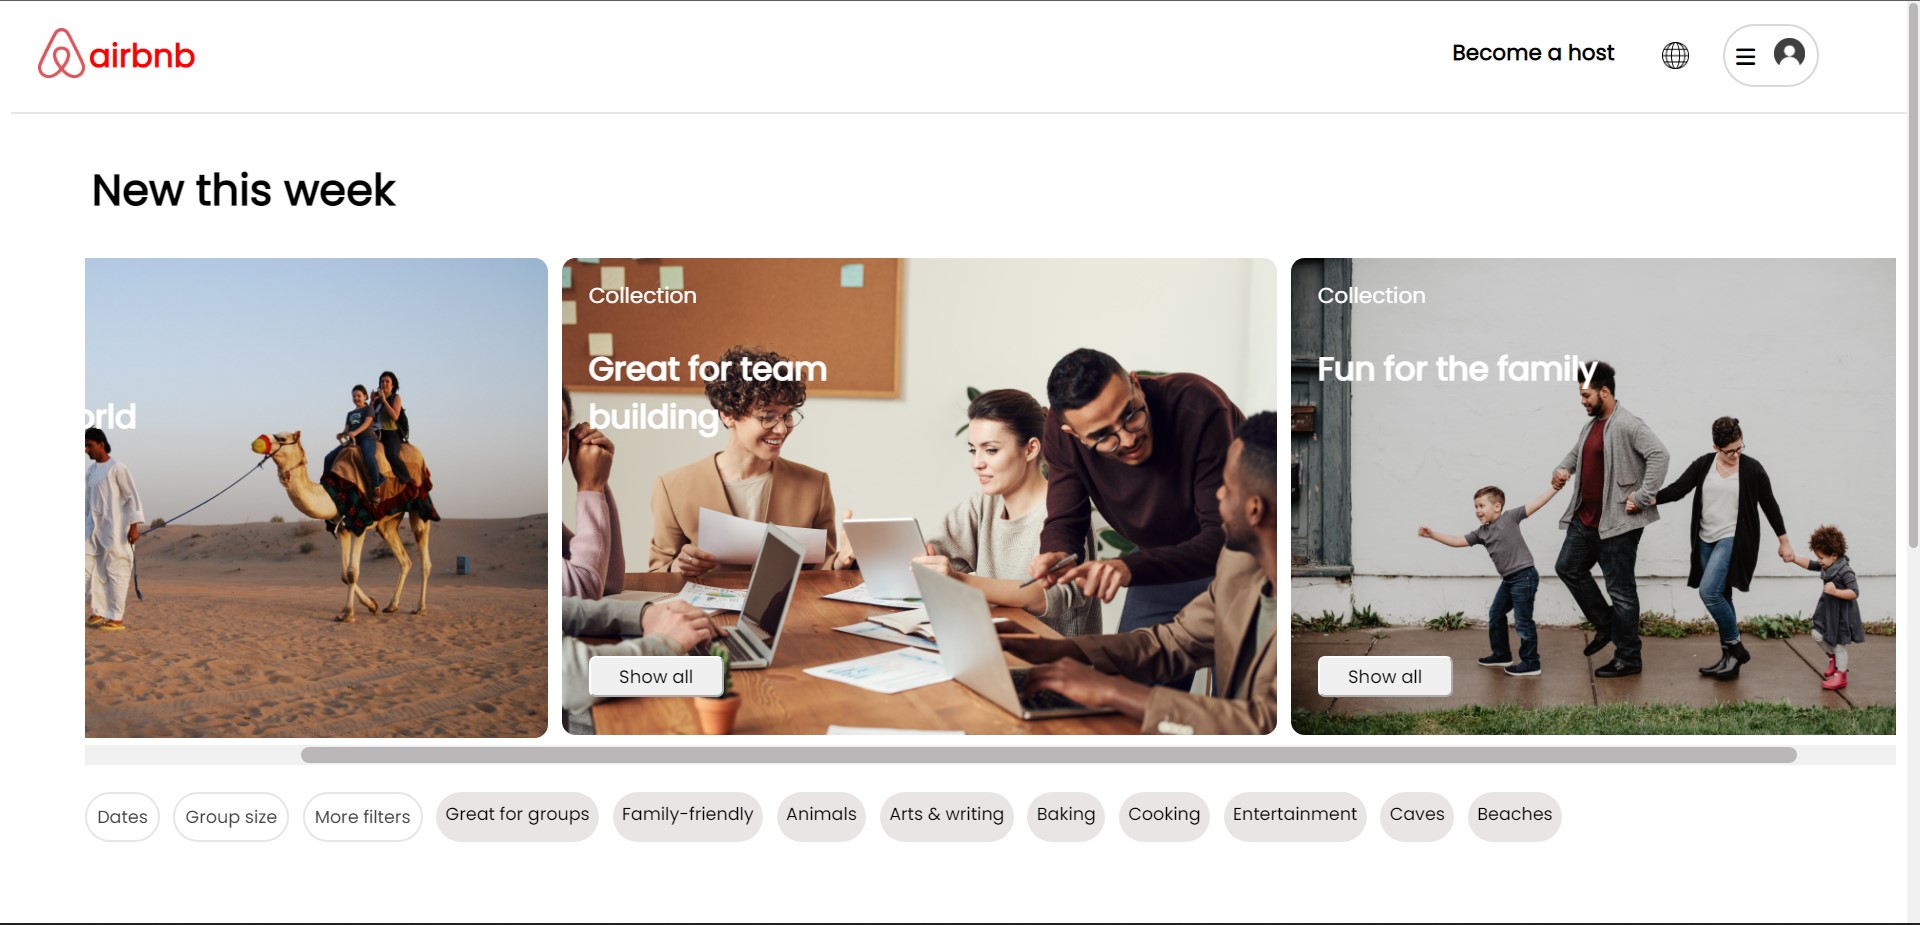 airbnb
Become a host
New this week
Collection
Great for team
building
Show all
Collection
Fun for the family
Show all
Dates
Group size
More filters
Great for groups
Family-friendly
Animals
Arts & writing
Baking
Cooking
Entertainment
Caves
Beaches